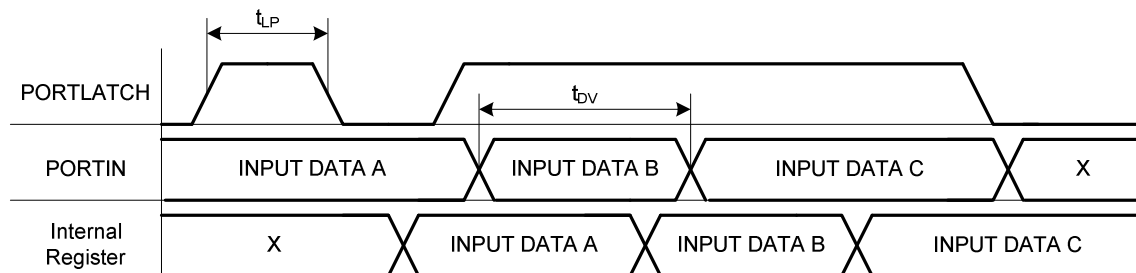 tLP
PORTLATCH
tDV
PORTIN INPUT DATA A INPUT DATA B INPUT DATA C X
Internal
Register
X INPUT DATA A INPUT DATA B INPUT DATA C